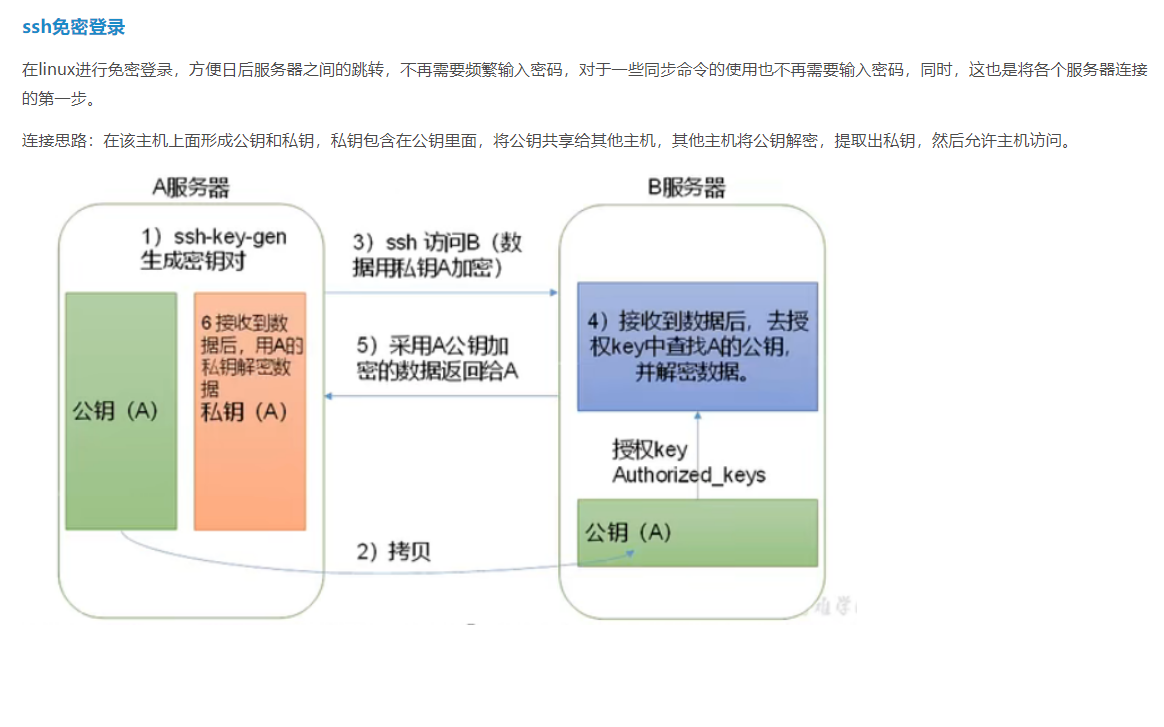 ssh免密登录
在linux进行免密登录，方便日后服务器之间的跳转，不再需要频繁输入密码，对于一些同步命令的使用也不再需要输入密码，同时，这也是将各个服务器连接
的第一步。
连接思路：在该主机上面形成公钥和私钥，私钥包含在公钥里面，将公钥共享给其他主机，其他主机将公钥解密，提取出私钥，然后允许主机访问。
A服务器
B服务器
1）ssh-key-gen
生成密钥对
3）ssh 访问B（数
据用私钥A加密）
6 接收到数
据后，用A的
私钥解密数
据
公钥（A）
私钥（A）
5）采用A公钥加
密的数据返回给A
4）接收到数据后，去授
权key中查找A的公钥，
并解密数据。
授权key
Authorized_keys
公钥（A）
2）拷贝